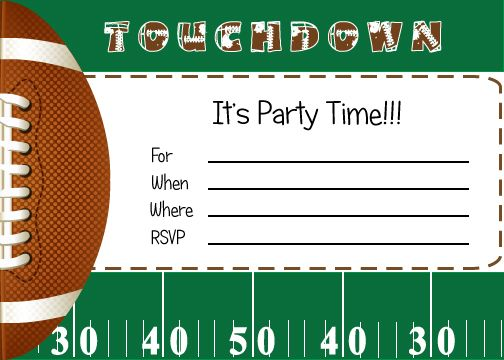 TOUCHDOWN
It's Party Time!!!
For
When
Where
RSVP
30 40 50 40 30